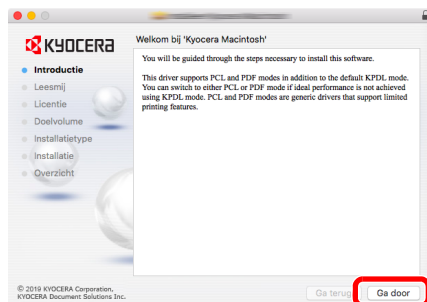 Welkom bij 'Kyocera Macintosh'
KYOCERA
Introductie
Leesmij
Licentie
Doelvolume
Installatietype
Installatie
Overzicht
You will be guided through the steps necessary to install this software.
This driver supports PCL and PDF modes in addition to the default KPDL mode.
You can switch to either PCL or PDF mode if ideal performance is not achieved
using KPDL mode. PCL and PDF modes are generic drivers that support limited
printing features.
© 2019 KYOCERA Corporation,
KYOCERA Document Solutions Inc.
Ga terug
Ga door